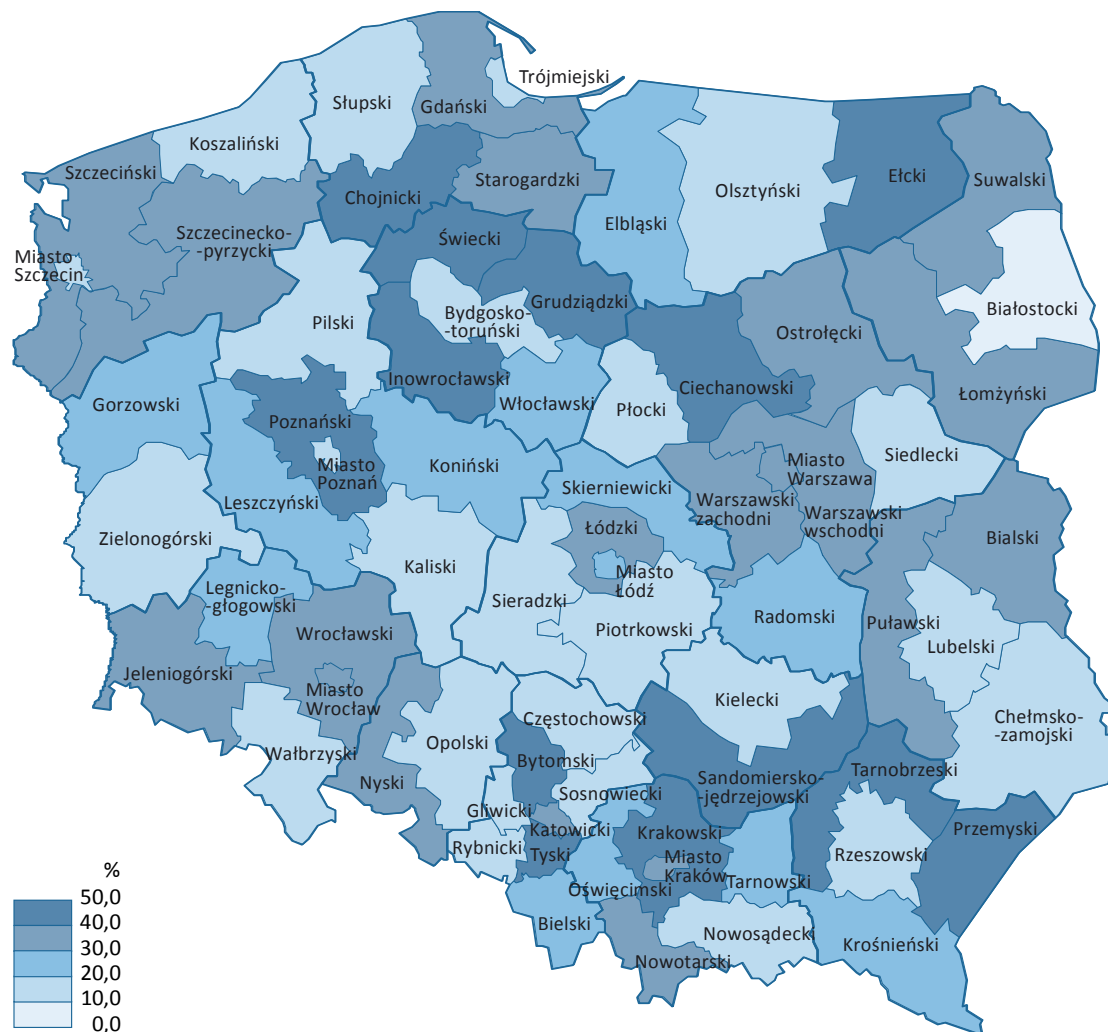 Trójmiejski
Słupski
Gdański
Koszaliński
Szczeciński
Chojnicki
Starogardzki
Elbląski
Olsztyński
Ełcki
Suwalski
Szczecinecko-
-pyrzycki
Świecki
Miasto
Szczecin
Pilski
Bydgosko-
-toruński
Grudziądzki
Ostrołęcki
Białostocki
Inowrocławski
Ciechanowski
Łomżyński
Gorzowski
Włocławski
Płocki
Poznański
Miasto
Poznań
Koniński
Siedlecki
Miasto
Warszawa
Skierniewicki
Warszawski
zachodni
Warszawski
wschodni
Leszczyński
Zielonogórski
Łódzki
Bialski
Kaliski
Miasto
Łódź
Sieradzki
Legnicko-
-głogowski
Piotrkowski
Radomski
Puławski
Wrocławski
Lubelski
Jeleniogórski
Miasto
Wrocław
Kielecki
Chełmsko-
-zamojski
Częstochowski
Wałbrzyski
Opolski
Bytomski
Nyski
Sandomiersko-
-jędrzejowski
Tarnobrzeski
Sosnowiecki
Gliwicki
Katowicki
Krakowski
Przemyski
Rybnicki
Tyski
Miasto
Kraków
Rzeszowski
Oświęcimski
Tarnowski
Bielski
Nowosądecki
Krośnieński
Nowotarski
%
50,0
40,0
30,0
20,0
10,0
0,0